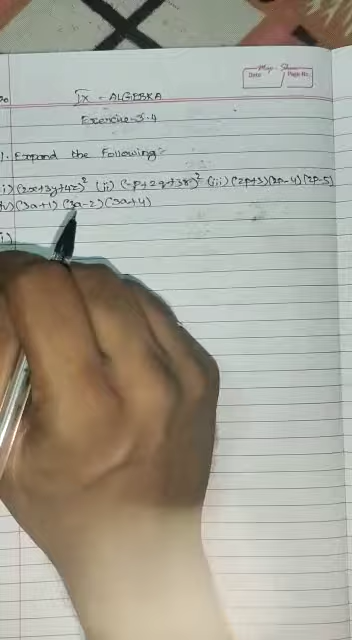 IX - ALGEBRA
Date
Page No.
Exercise-3.4
1. Expand the following:-
i) (2x+3y+4z)² (ii) (-p+2q+3r)² (iii) (2p+3)(2p-4)(2p-5)
iv) (3a+1)(3a-2)(3a+4)
i)